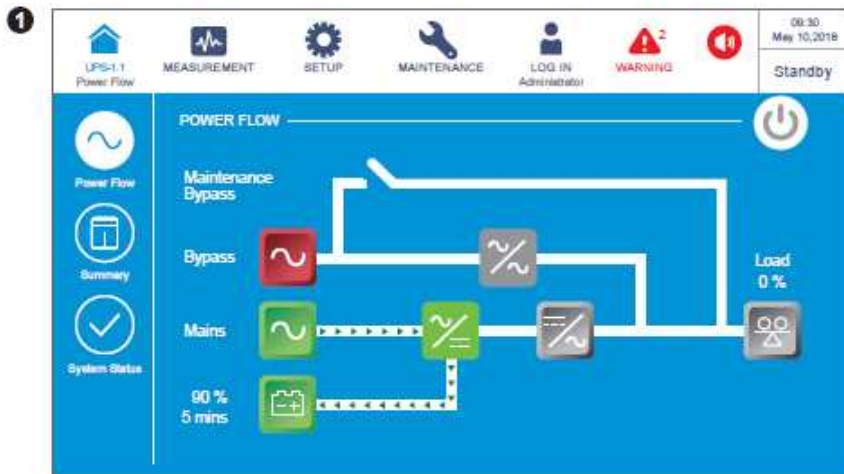 1
UPS-1.1
Power Flow
MEASUREMENT
SETUP
MAINTENANCE
LOG IN
Administrator
2
WARNING
09:30
May 10,2018
Standby
POWER FLOW
Power Flow
Summary
System Status
Maintenance
Bypass
Bypass
Load
0 %
Mains
90 %
5 mins